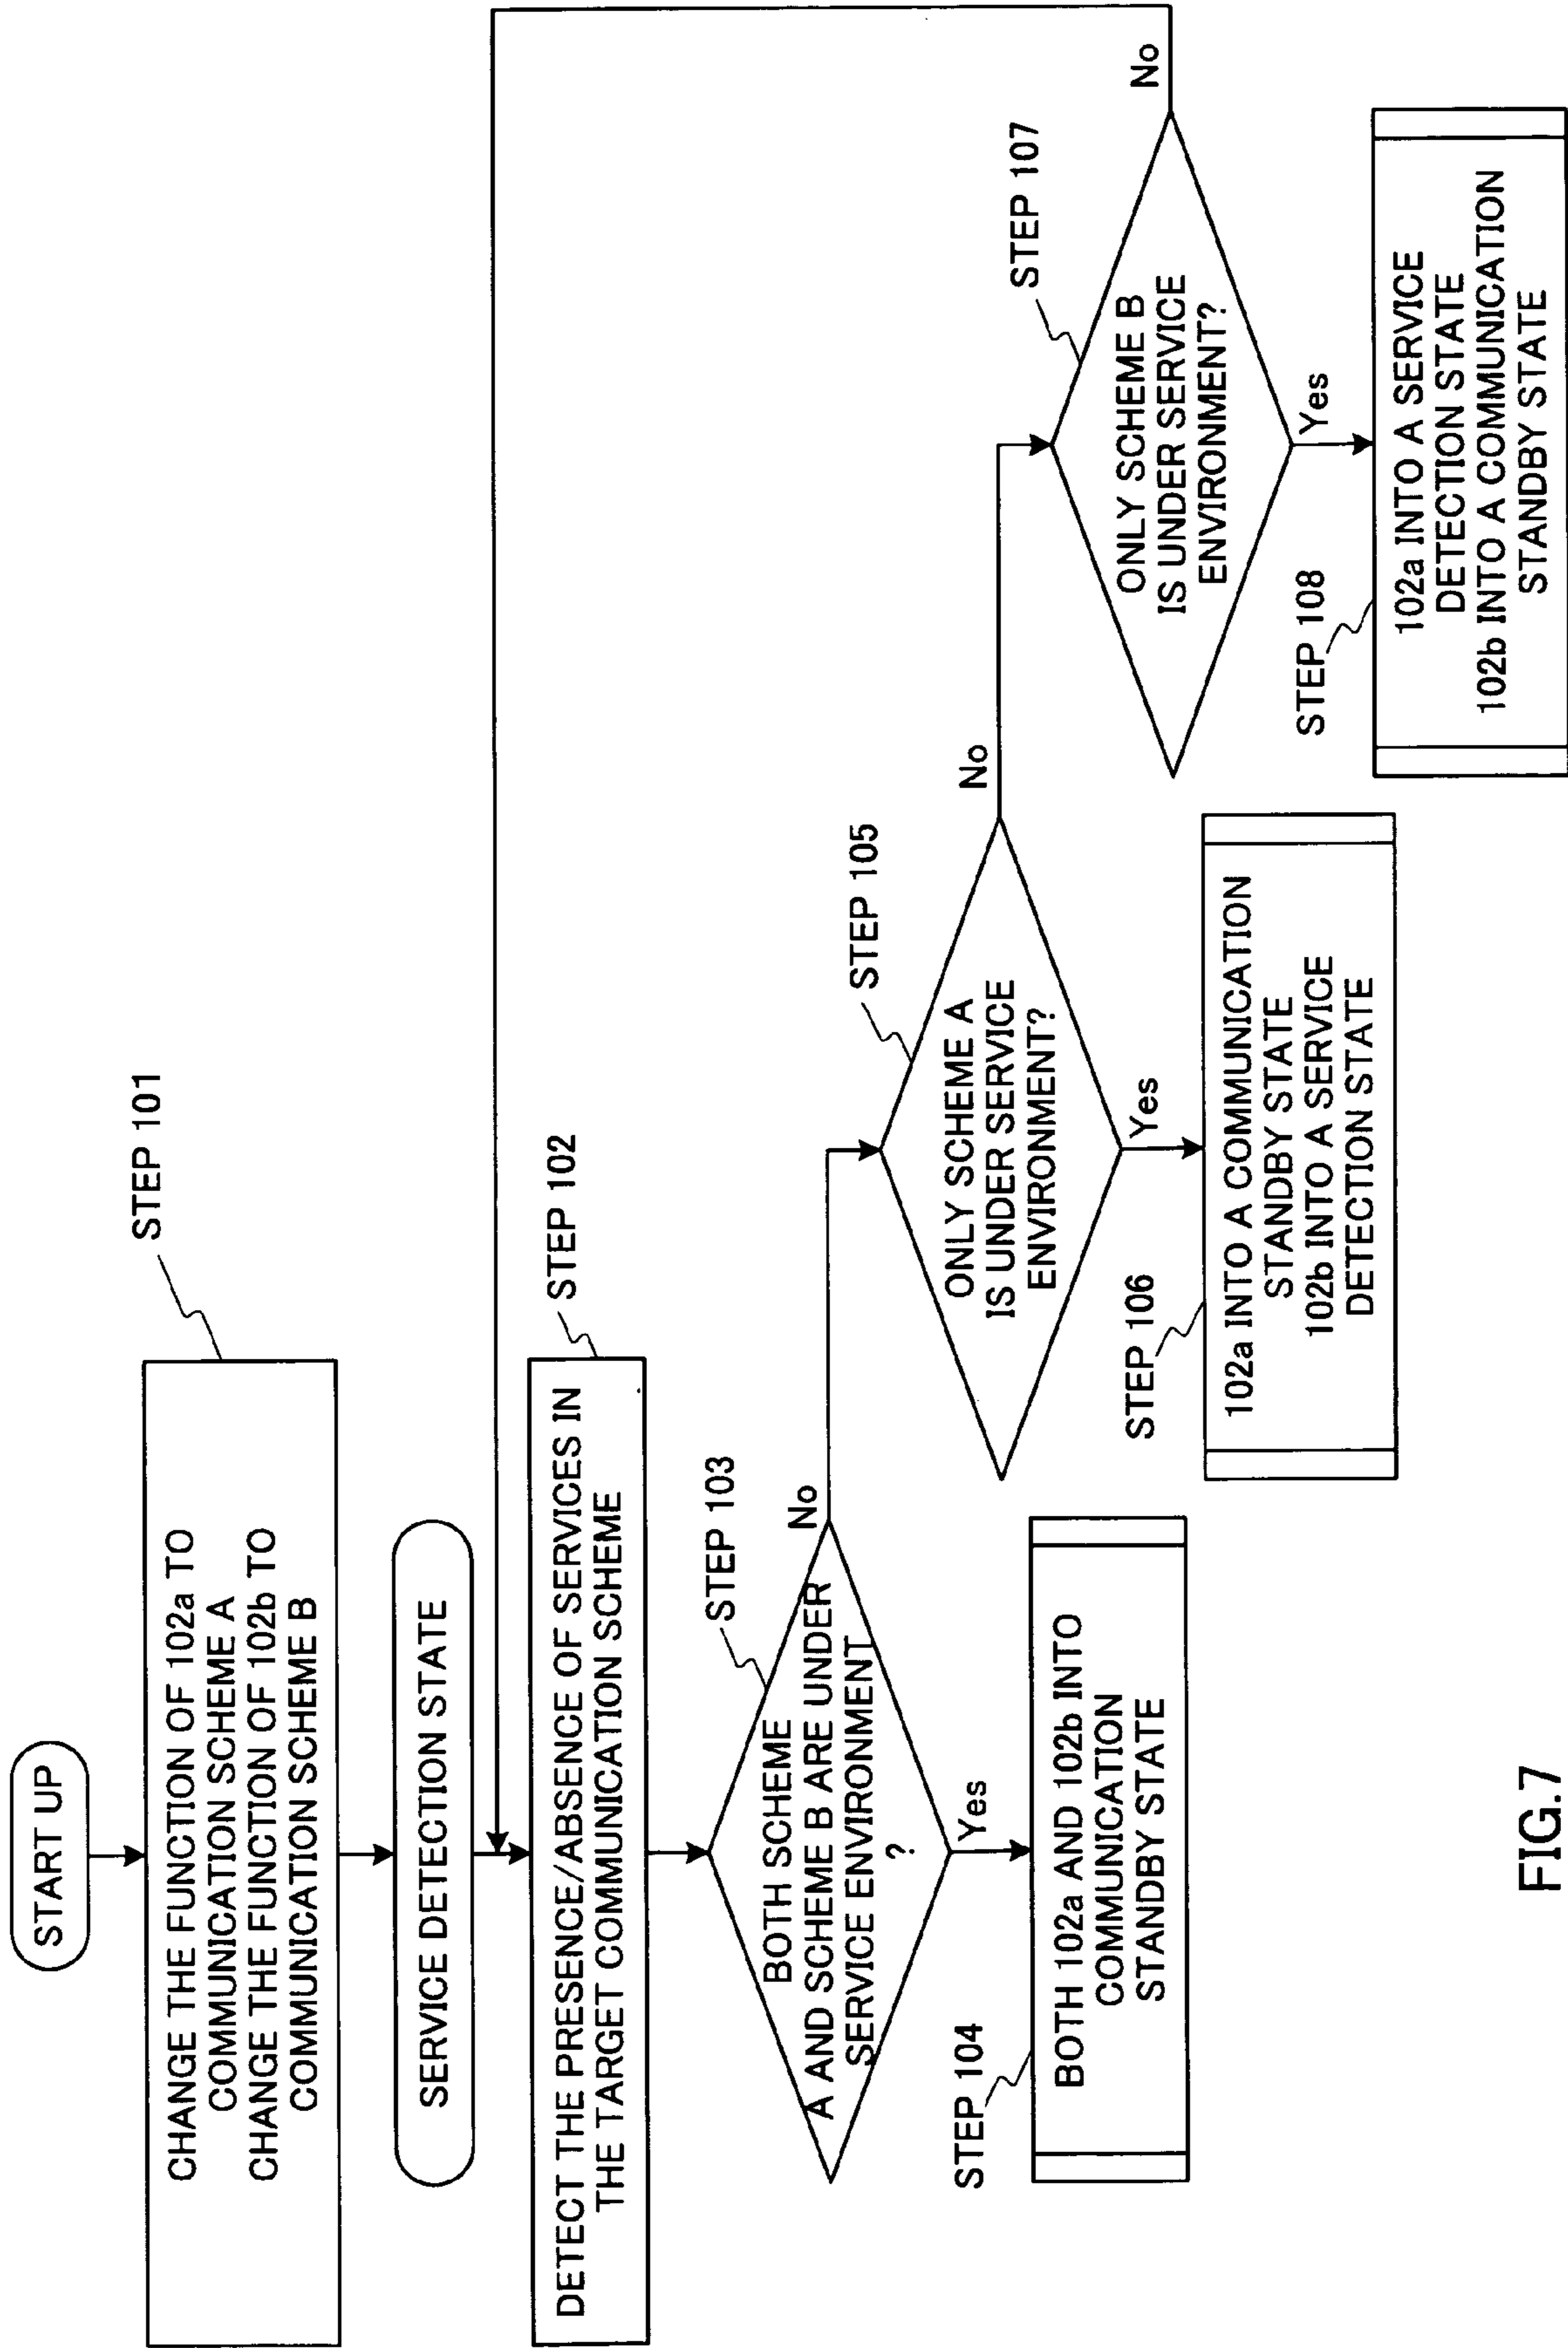 START UP
STEP 101
CHANGE THE FUNCTION OF 102a TO
COMMUNICATION SCHEME A
CHANGE THE FUNCTION OF 102b TO
COMMUNICATION SCHEME B
SERVICE DETECTION STATE
STEP 102
DETECT THE PRESENCE/ABSENCE OF SERVICES IN
THE TARGET COMMUNICATION SCHEME
STEP 103
BOTH SCHEME
A AND SCHEME B ARE UNDER
SERVICE ENVIRONMENT
?
No
Yes
STEP 104
BOTH 102a AND 102b INTO
COMMUNICATION
STANDBY STATE
STEP 105
ONLY SCHEME A
IS UNDER SERVICE
ENVIRONMENT?
No
Yes
STEP 106
102a INTO A COMMUNICATION
STANDBY STATE
102b INTO A SERVICE
DETECTION STATE
STEP 107
ONLY SCHEME B
IS UNDER SERVICE
ENVIRONMENT?
No
Yes
STEP 108
102a INTO A SERVICE
DETECTION STATE
102b INTO A COMMUNICATION
STANDBY STATE
FIG.7